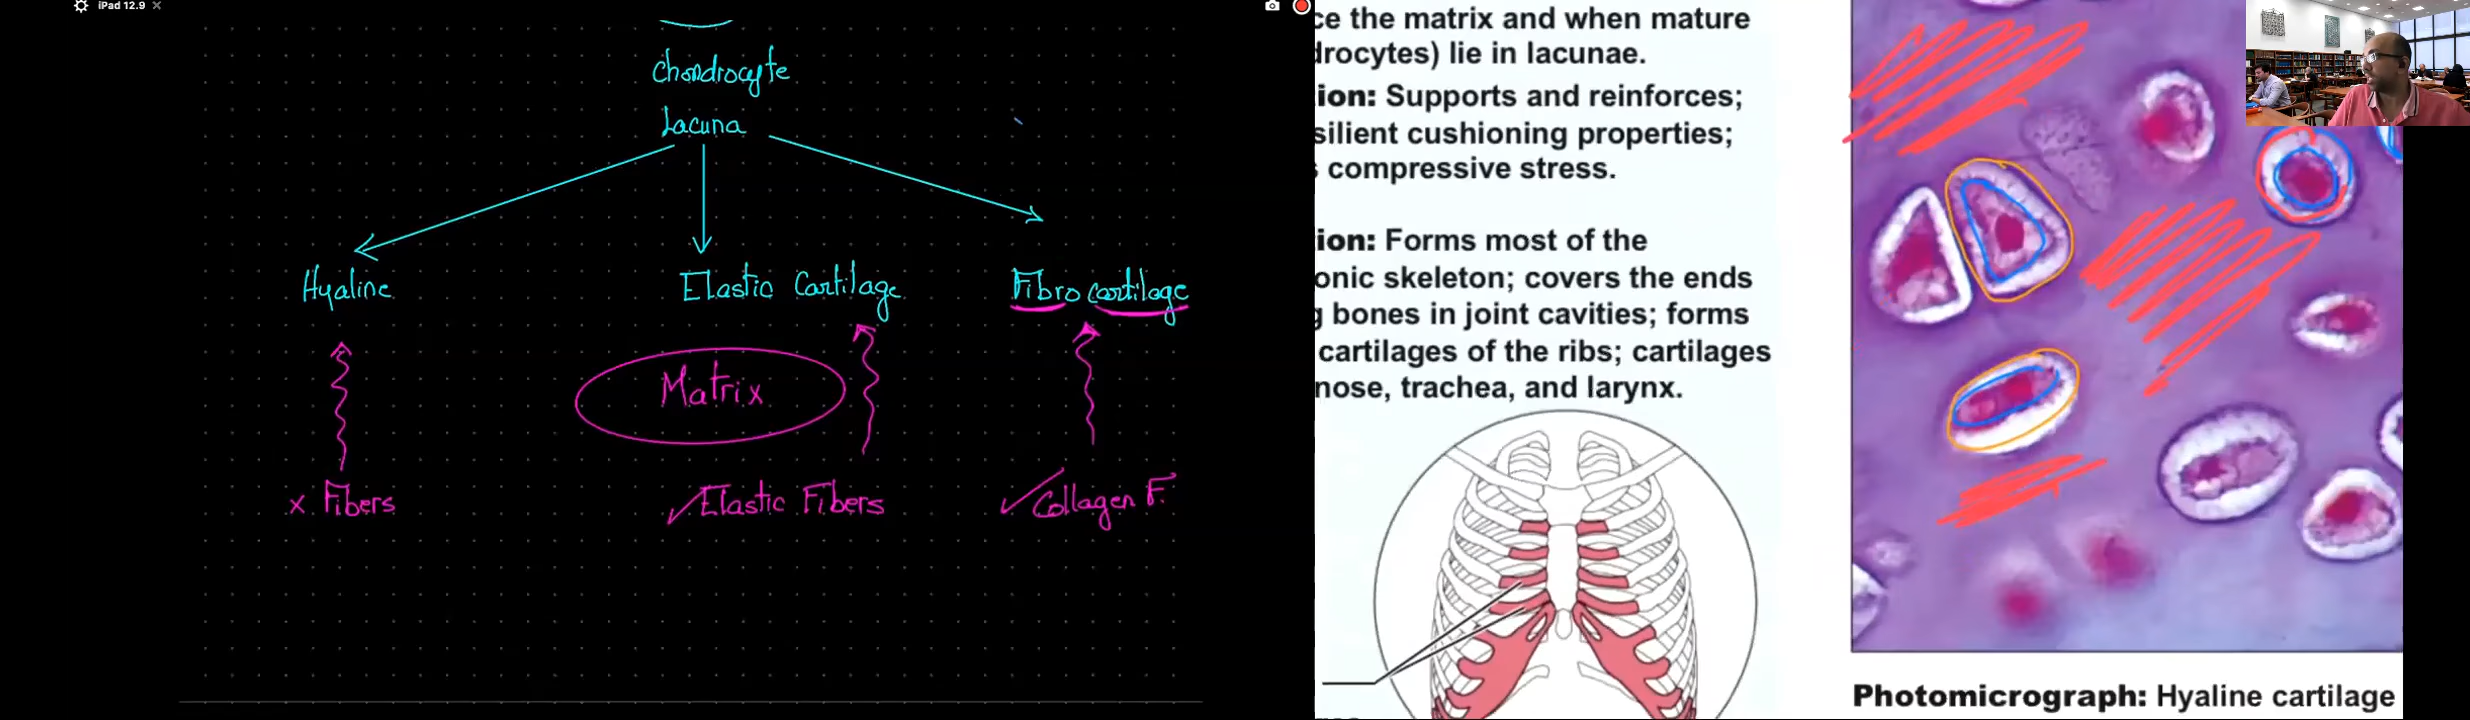 iPad 12.9
Chondrocyte
Lacuna
Hyaline
Elastic Cartilage
Fibrocartilage
Matrix
x Fibers
Elastic Fibers
Collagen F.
ce the matrix and when mature
drocytes) lie in lacunae.
ion: Supports and reinforces;
silient cushioning properties;
s compressive stress.
ion: Forms most of the
onic skeleton; covers the ends
g bones in joint cavities; forms
cartilages of the ribs; cartilages
nose, trachea, and larynx.
Photomicrograph: Hyaline cartilage